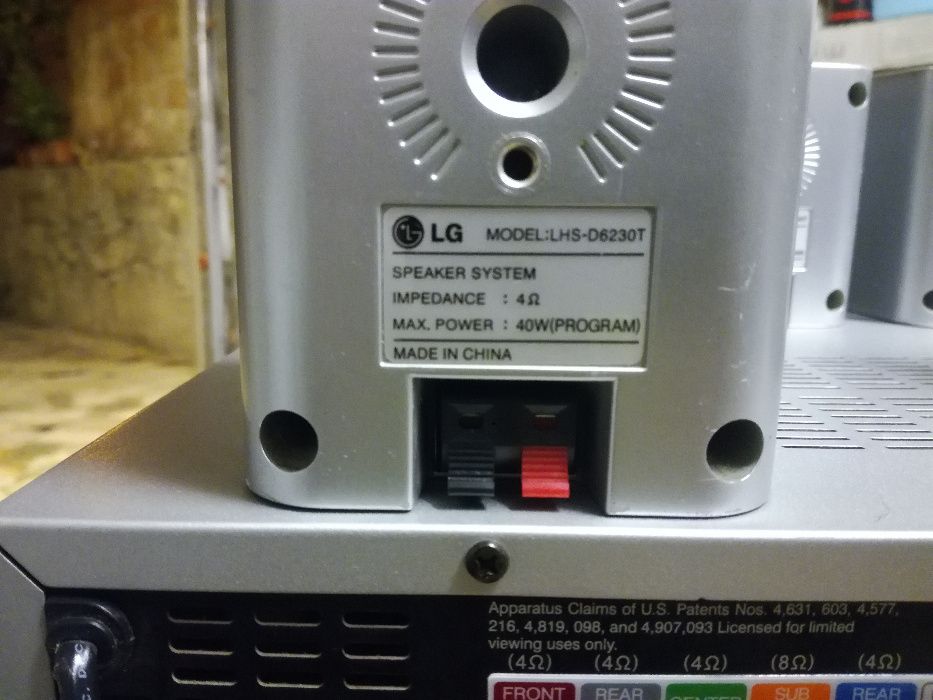 LG MODEL:LHS-D6230T
SPEAKER SYSTEM
IMPEDANCE : 4Ω
MAX. POWER : 40W(PROGRAM)
MADE IN CHINA
Apparatus Claims of U.S. Patents Nos. 4,631, 603, 4,577,
216, 4,819, 098, and 4,907,093 Licensed for limited
viewing uses only.
(4Ω) (4Ω) (4Ω) (8Ω) (4Ω)
FRONT REAR CENTER SUB REAR